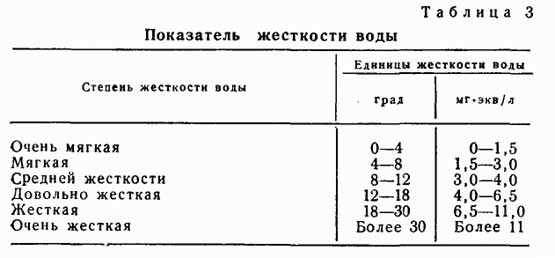 Таблица 3
Показатель жесткости воды
Степень жесткости воды
Единицы жесткости воды
град
мг·экв/л
Очень мягкая 0—4 0—1,5
Мягкая 4—8 1,5—3,0
Средней жесткости 8—12 3,0—4,0
Довольно жесткая 12—18 4,0—6,5
Жесткая 18—30 6,5—11,0
Очень жесткая Более 30 Более 11